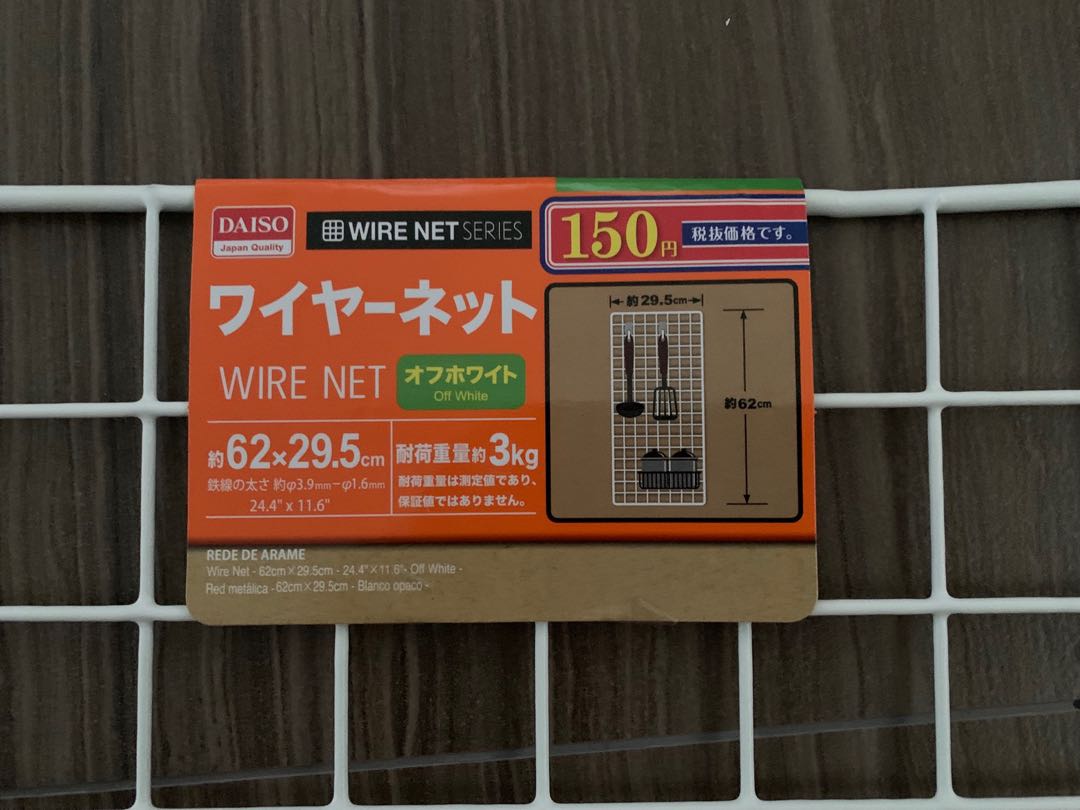 DAISO
Japan Quality
WIRE NET SERIES
150円 税抜価格です。
ワイヤーネット
WIRE NET
オフホワイト
Off White
約62×29.5cm
鉄線の太さ 約φ3.9mm−φ1.6mm
24.4" x 11.6"
耐荷重量約3kg
耐荷重量は測定値であり、
保証値ではありません。
約29.5cm
約62cm
REDE DE ARAME
Wire Net - 62cm×29.5cm - 24.4"×11.6"- Off White -
Red metálica - 62cm×29.5cm - Blanco opaco -